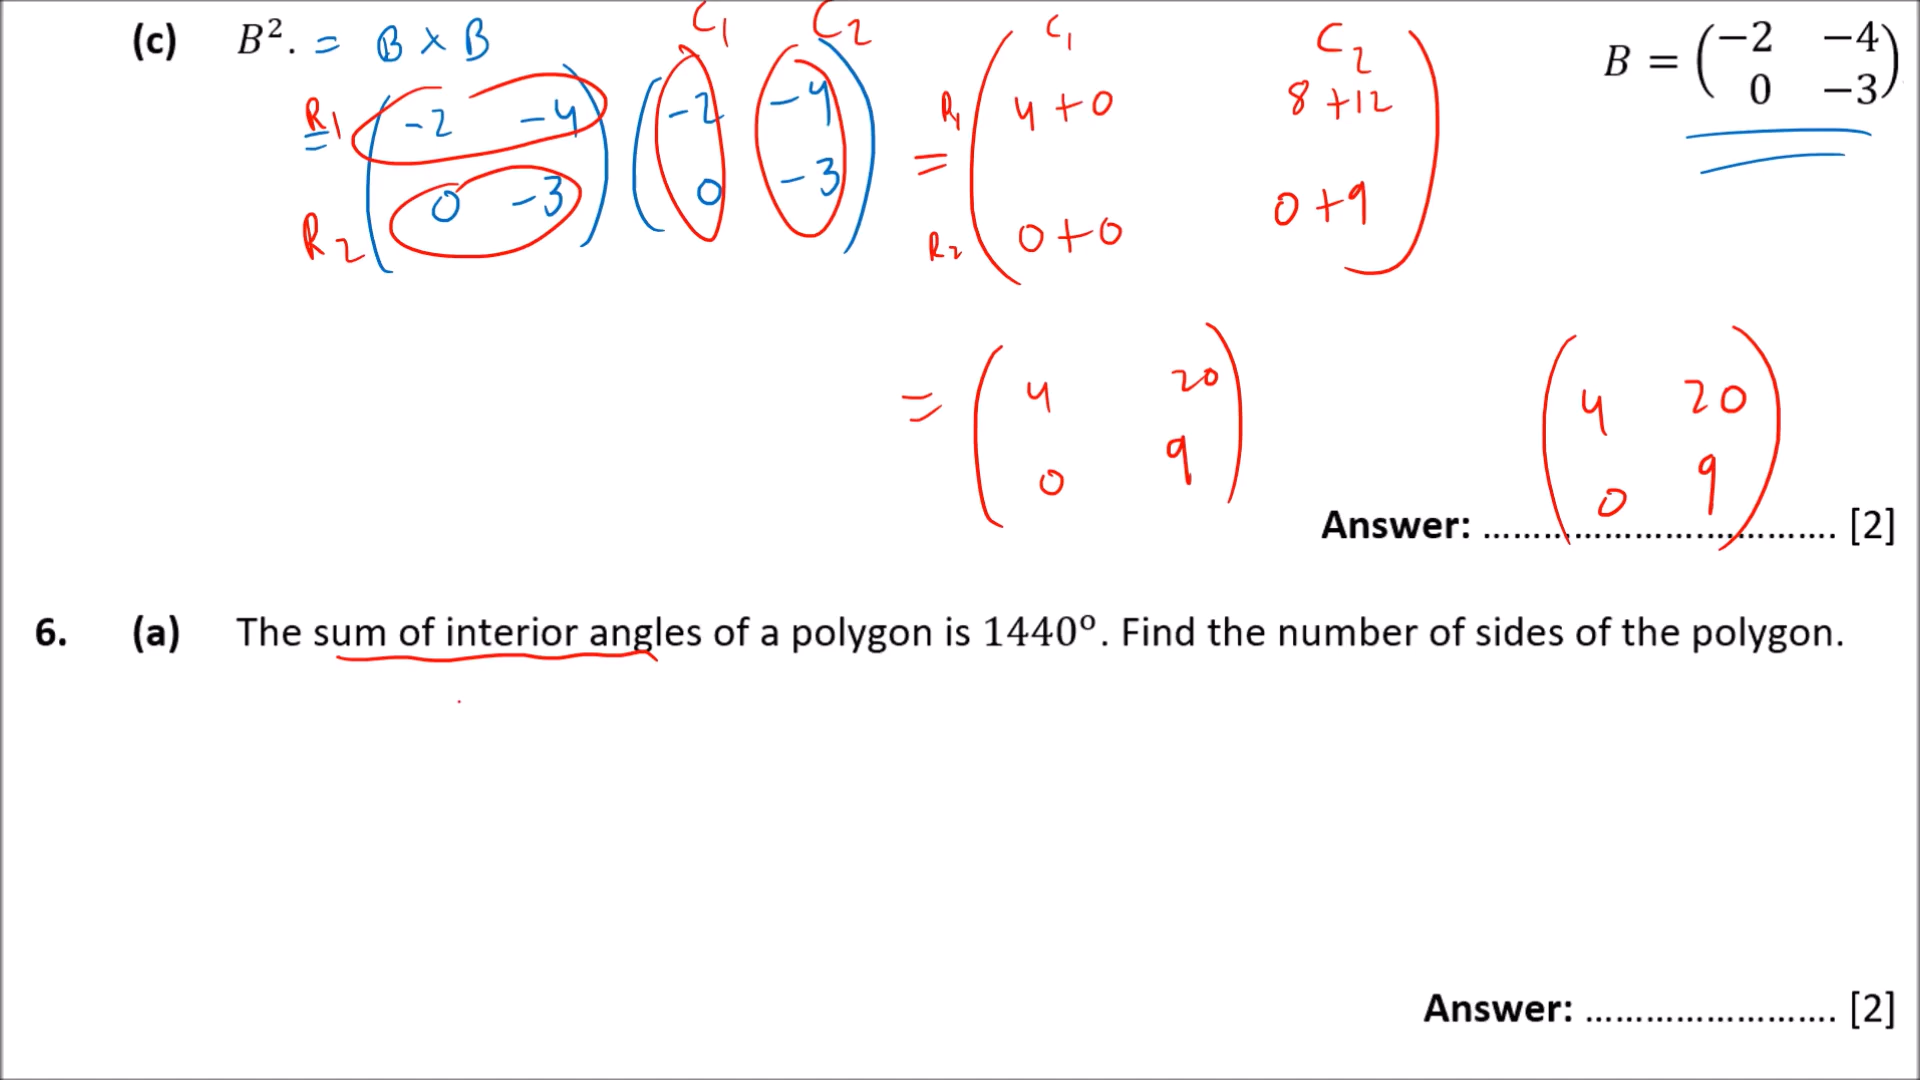 (c) B². = B × B
C1 C2 C1 C2
B = (-2 -4
0 -3)
R1 (-2 -4) (-2 -4) = R1 (4+0 8+12)
R2 (0 -3) (0 -3) R2 (0+0 0+9)
= (4 20
0 9)
(4 20
0 9)
Answer: ................................ [2]
6. (a) The sum of interior angles of a polygon is 1440°. Find the number of sides of the polygon.
Answer: ........................ [2]